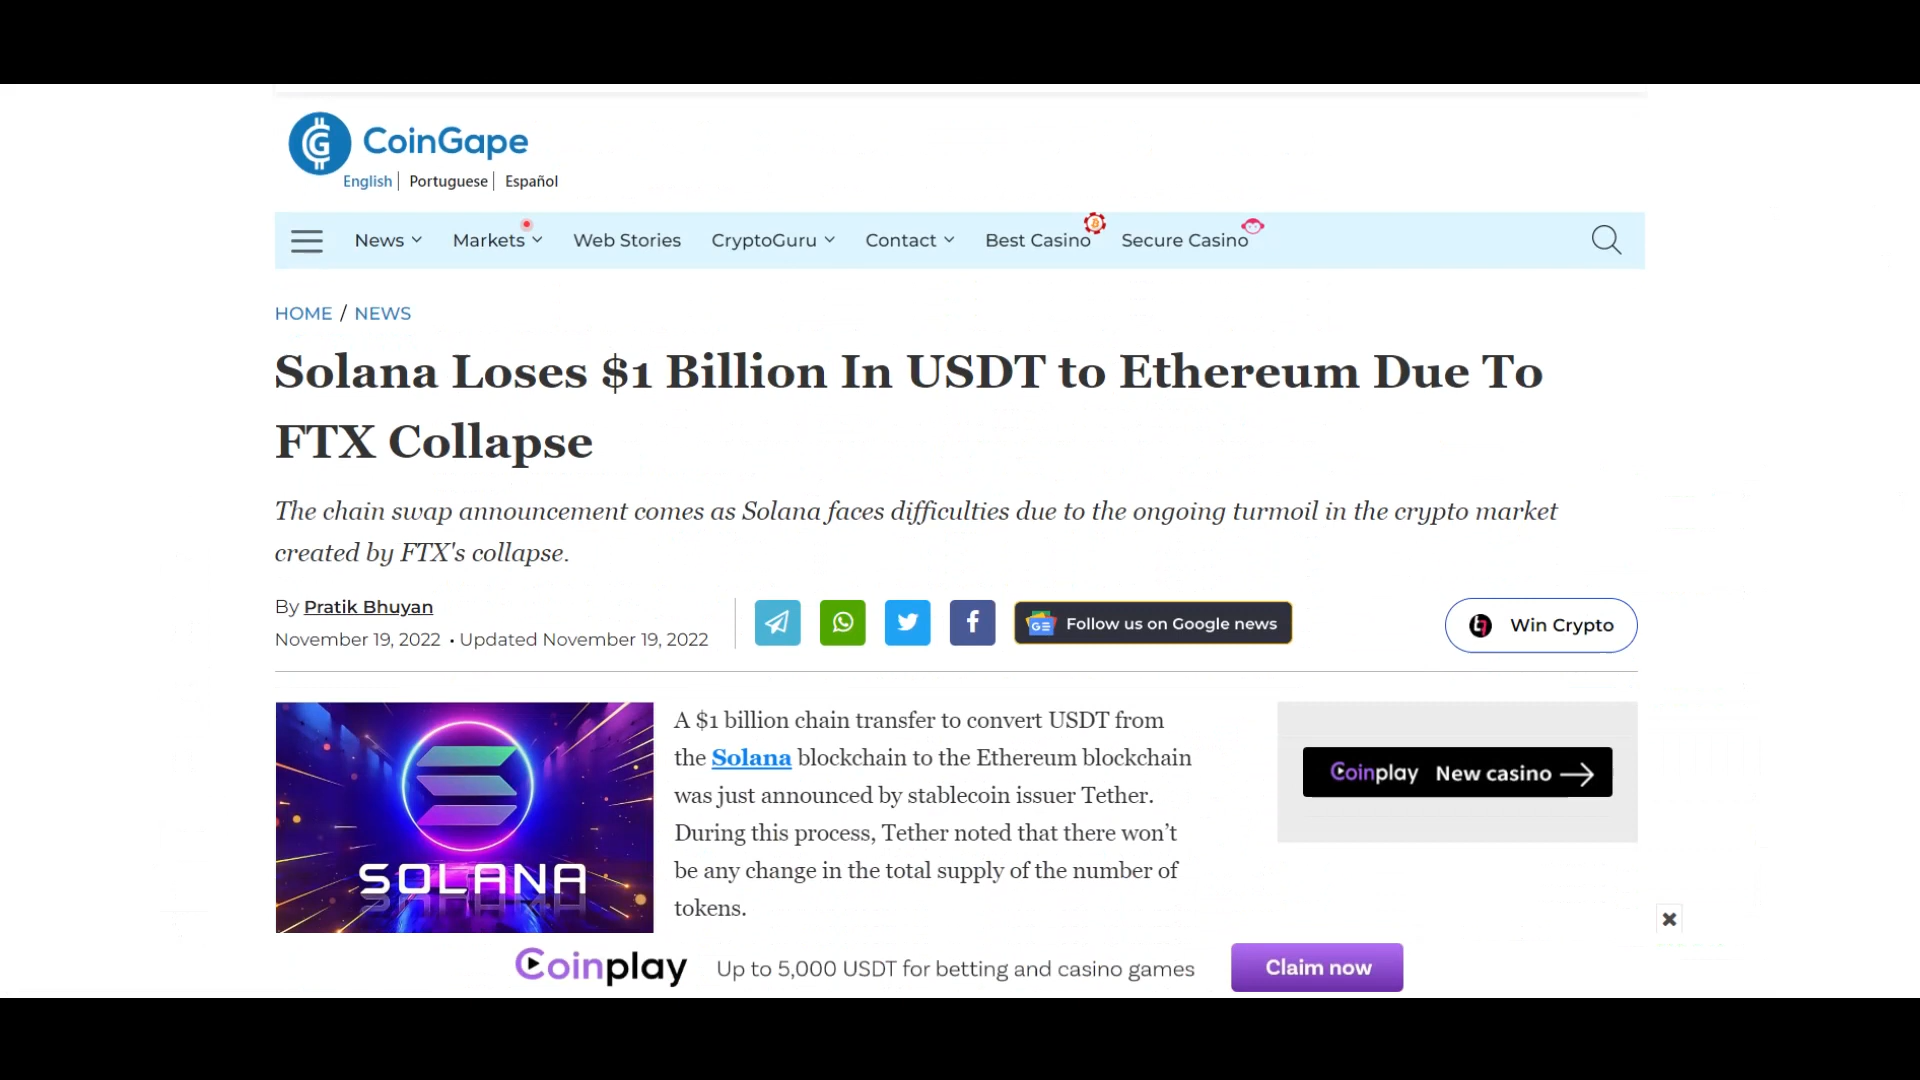 CoinGape
English | Portuguese | Español
News Markets Web Stories CryptoGuru Contact Best Casino Secure Casino
HOME / NEWS
Solana Loses $1 Billion In USDT to Ethereum Due To
FTX Collapse
The chain swap announcement comes as Solana faces difficulties due to the ongoing turmoil in the crypto market
created by FTX's collapse.
By Pratik Bhuyan
November 19, 2022 • Updated November 19, 2022
Follow us on Google news
Win Crypto
SOLANA
A $1 billion chain transfer to convert USDT from
the Solana blockchain to the Ethereum blockchain
was just announced by stablecoin issuer Tether.
During this process, Tether noted that there won’t
be any change in the total supply of the number of
tokens.
Coinplay New casino
Coinplay Up to 5,000 USDT for betting and casino games Claim now